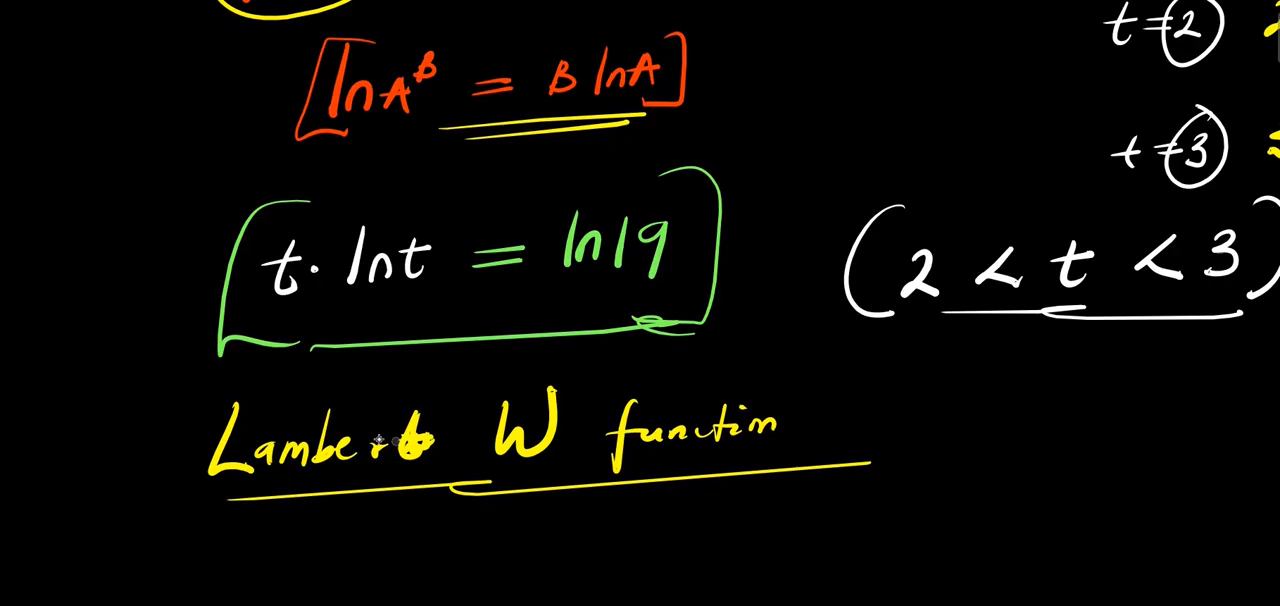 [ln A^B = B ln A]
t = 2
t = 3
t. ln t = ln 19
(2 < t < 3)
Lambert W function